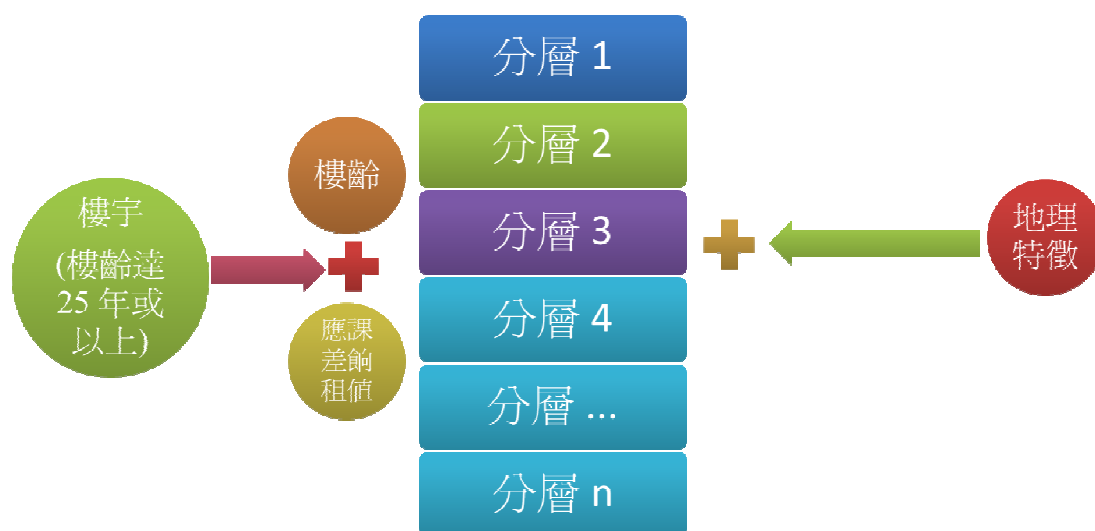 樓宇
(樓齡達
25 年或
以上)
樓齡
應課
差餉
租值
分層 1
分層 2
分層 3
分層 4
分層 ...
分層 n
地理
特徵